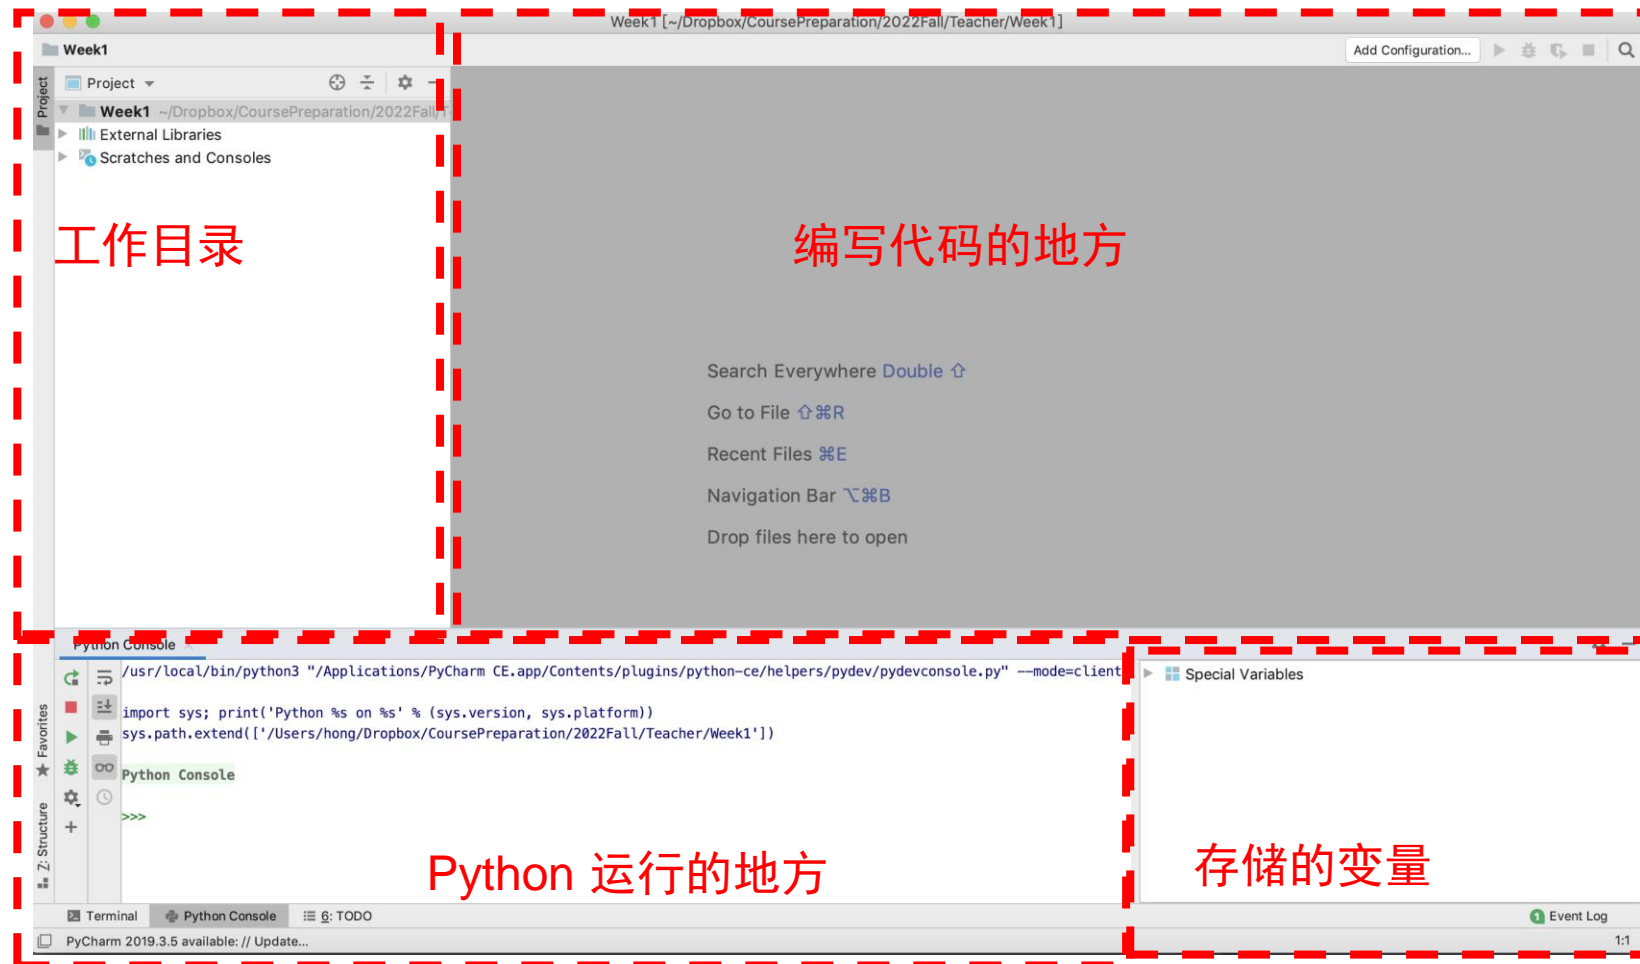 Week1 [~/Dropbox/CoursePreparation/2022Fall/Teacher/Week1]
Week1
Add Configuration...
Project
Project
Week1 ~/Dropbox/CoursePreparation/2022Fall/T
External Libraries
Scratches and Consoles
工作目录
编写代码的地方
Search Everywhere Double ⇧
Go to File ⇧⌘R
Recent Files ⌘E
Navigation Bar ⌥⌘B
Drop files here to open
Python Console
/usr/local/bin/python3 "/Applications/PyCharm CE.app/Contents/plugins/python-ce/helpers/pydev/pydevconsole.py" --mode=client
import sys; print('Python %s on %s' % (sys.version, sys.platform))
sys.path.extend(['/Users/hong/Dropbox/CoursePreparation/2022Fall/Teacher/Week1'])
Python Console
>>>
Special Variables
Favorites
Z: Structure
Python 运行的地方
存储的变量
Terminal
Python Console
6: TODO
1 Event Log
PyCharm 2019.3.5 available: // Update...
1:1